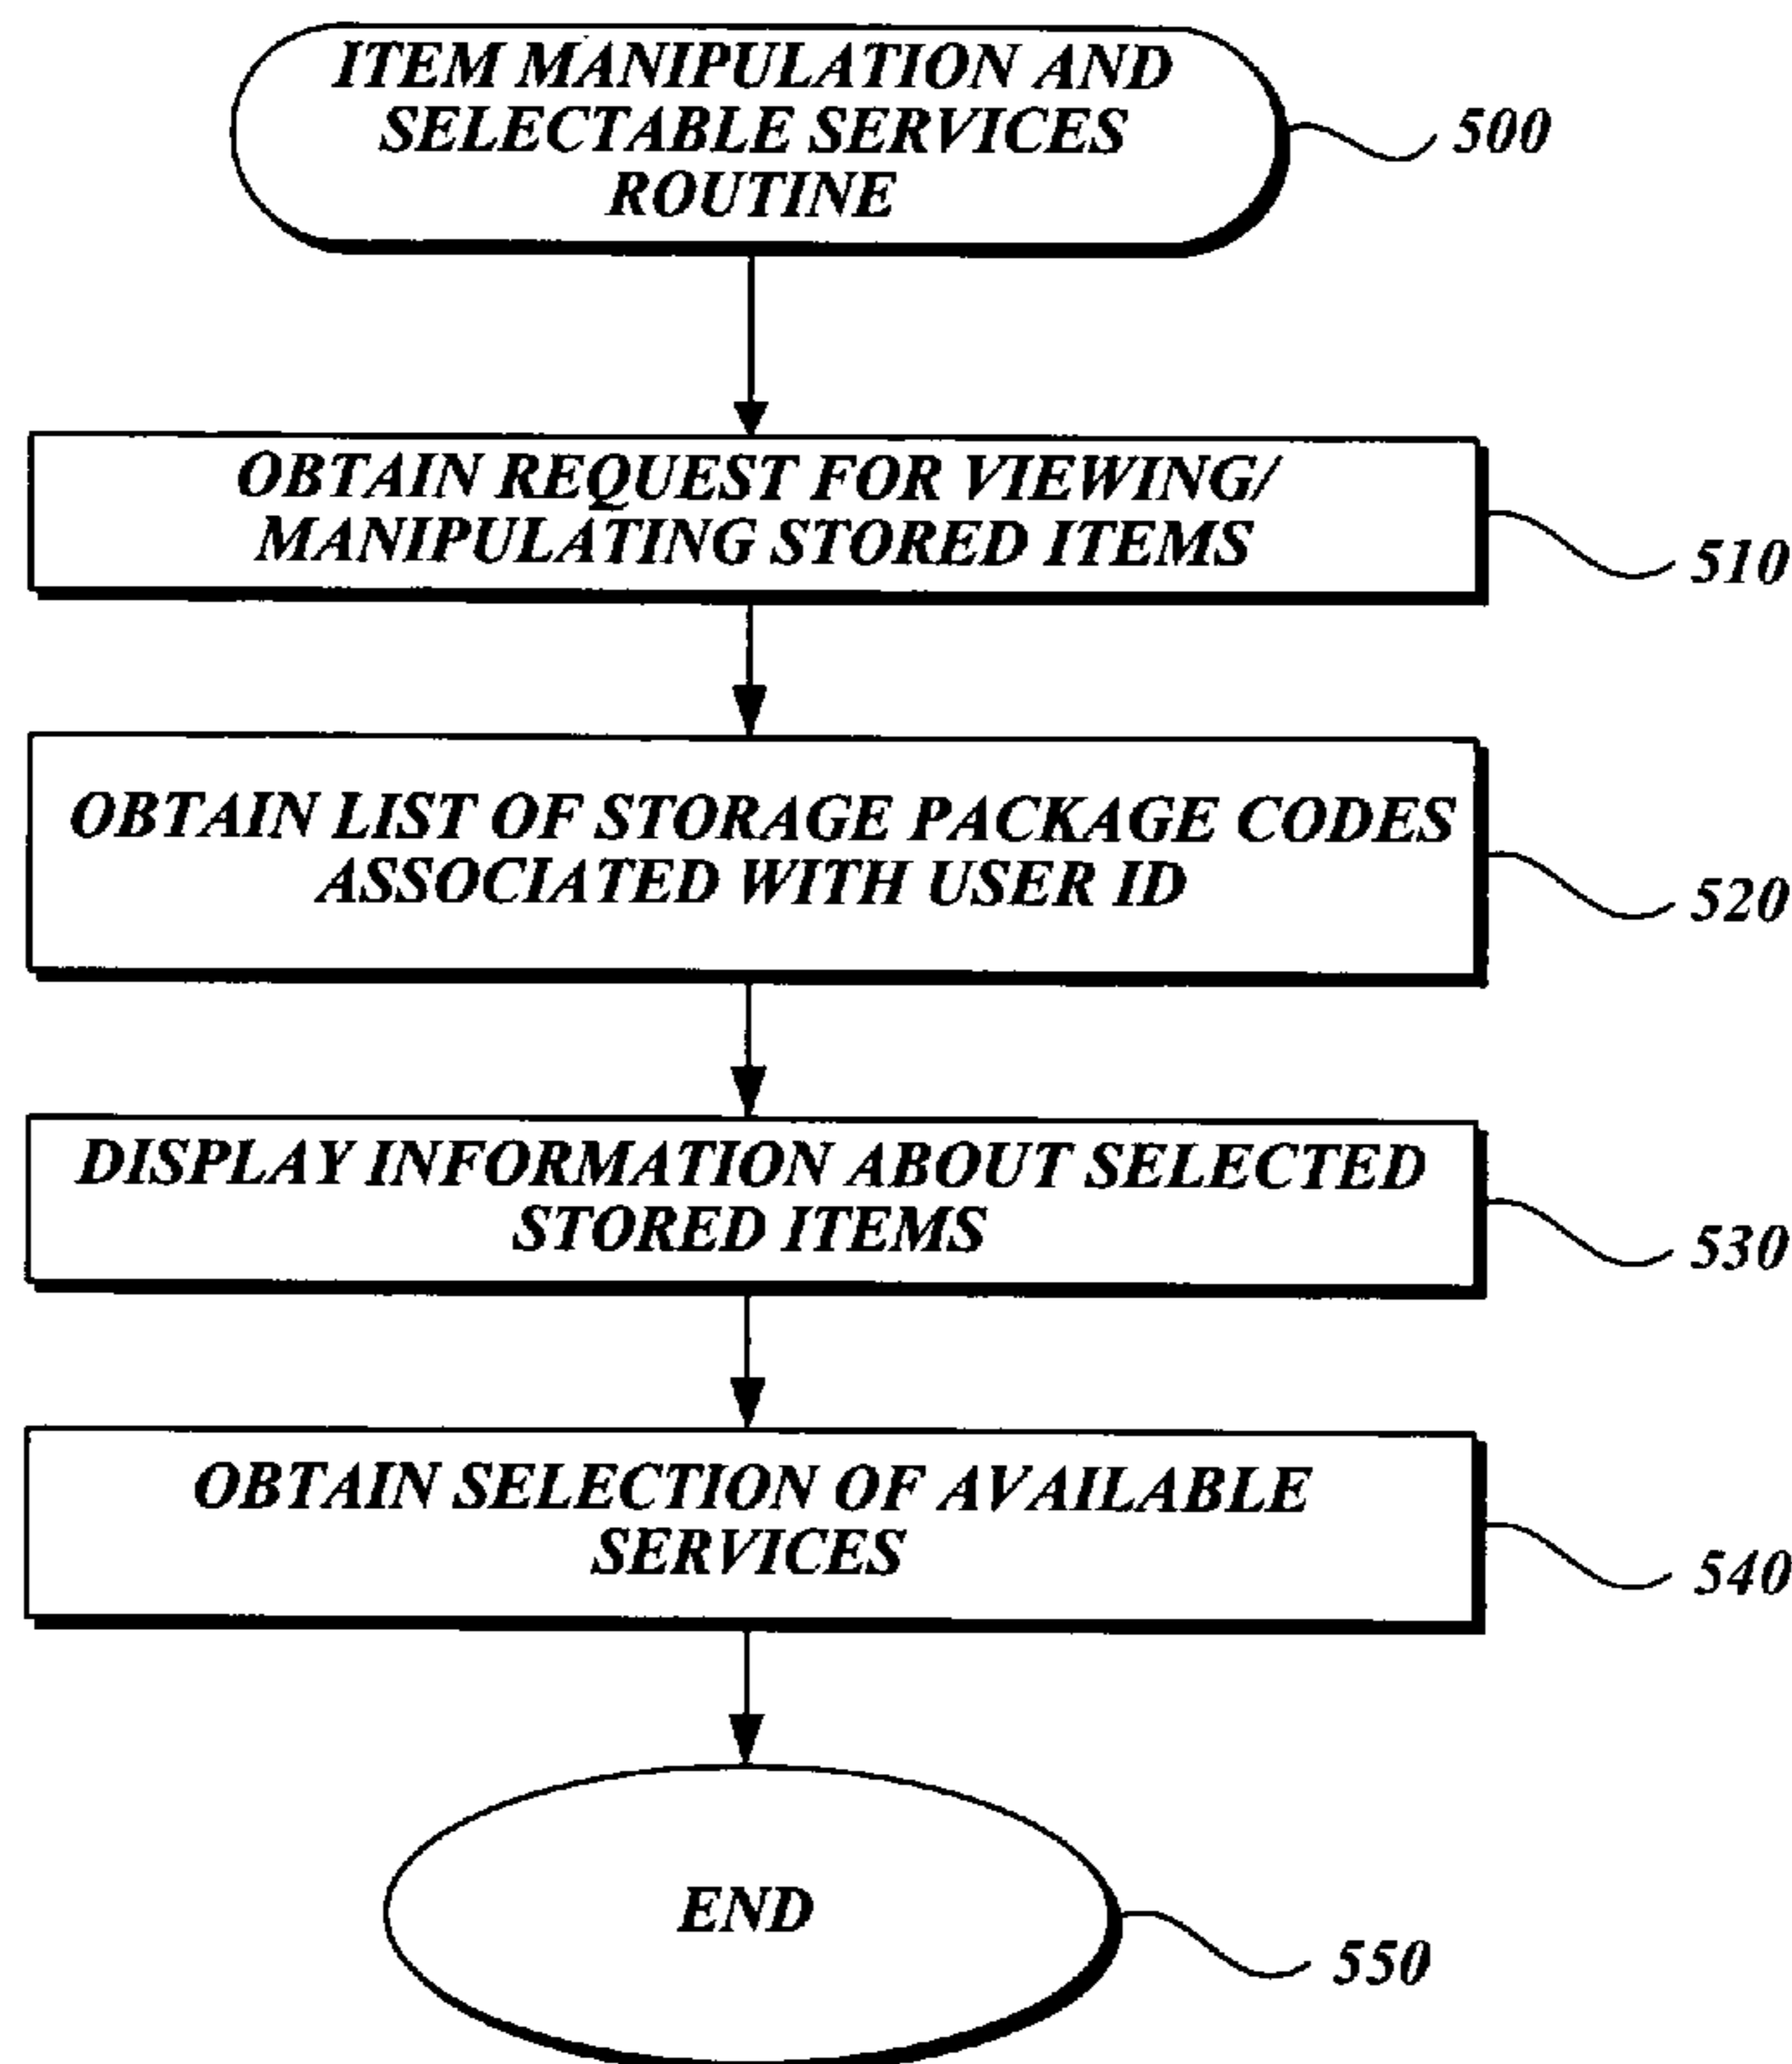 ITEM MANIPULATION AND
SELECTABLE SERVICES
ROUTINE
500
OBTAIN REQUEST FOR VIEWING/
MANIPULATING STORED ITEMS
510
OBTAIN LIST OF STORAGE PACKAGE CODES
ASSOCIATED WITH USER ID
520
DISPLAY INFORMATION ABOUT SELECTED
STORED ITEMS
530
OBTAIN SELECTION OF AVAILABLE
SERVICES
540
END
550